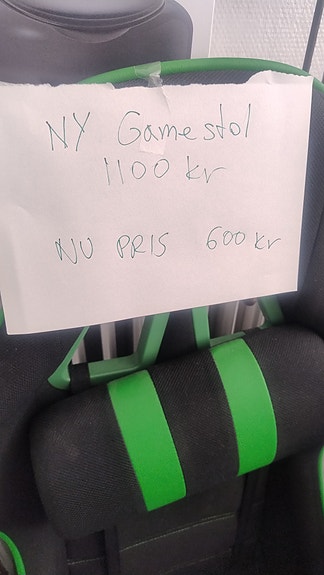 NY Gamestol
1100 kr
NU PRIS 600 kr